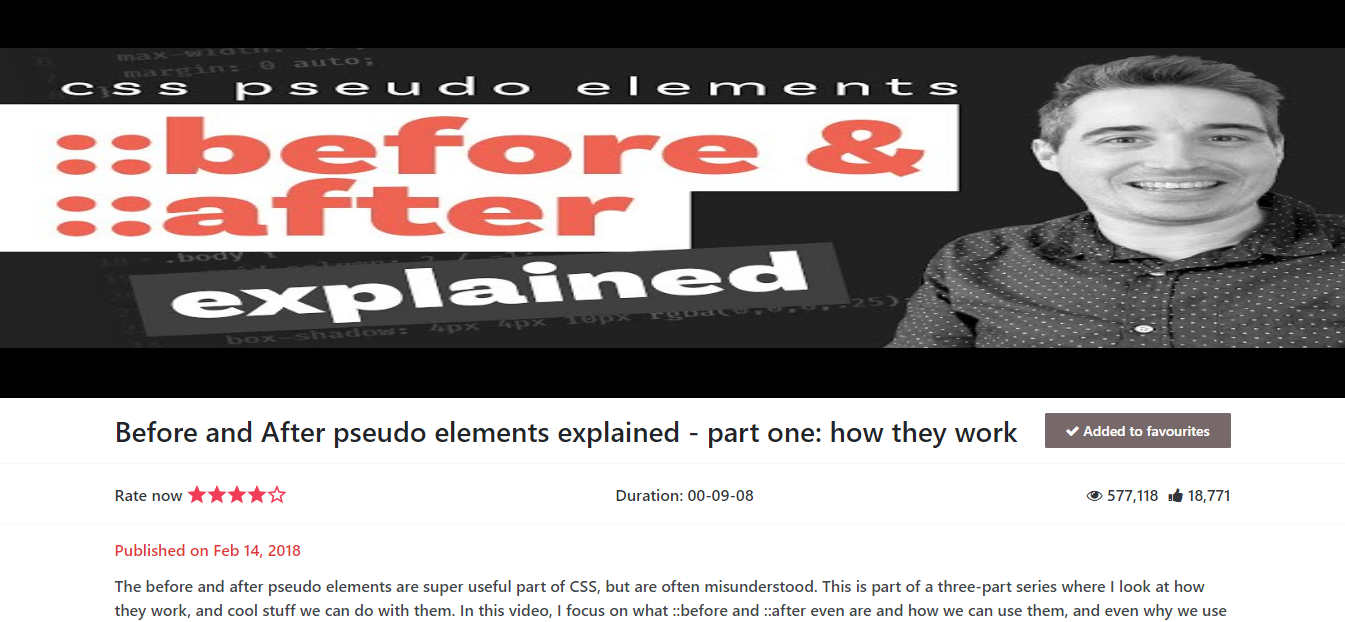 max-width:
margin: 0 auto;
css pseudo elements
::before &
::after
.body {
explained
box-shadow: 4px 4px 10px rgba(0,0,0,.25)
Before and After pseudo elements explained - part one: how they work
Added to favourites
Rate now
Duration: 00-09-08
577,118 18,771
Published on Feb 14, 2018
The before and after pseudo elements are super useful part of CSS, but are often misunderstood. This is part of a three-part series where I look at how
they work, and cool stuff we can do with them. In this video, I focus on what ::before and ::after even are and how we can use them, and even why we use